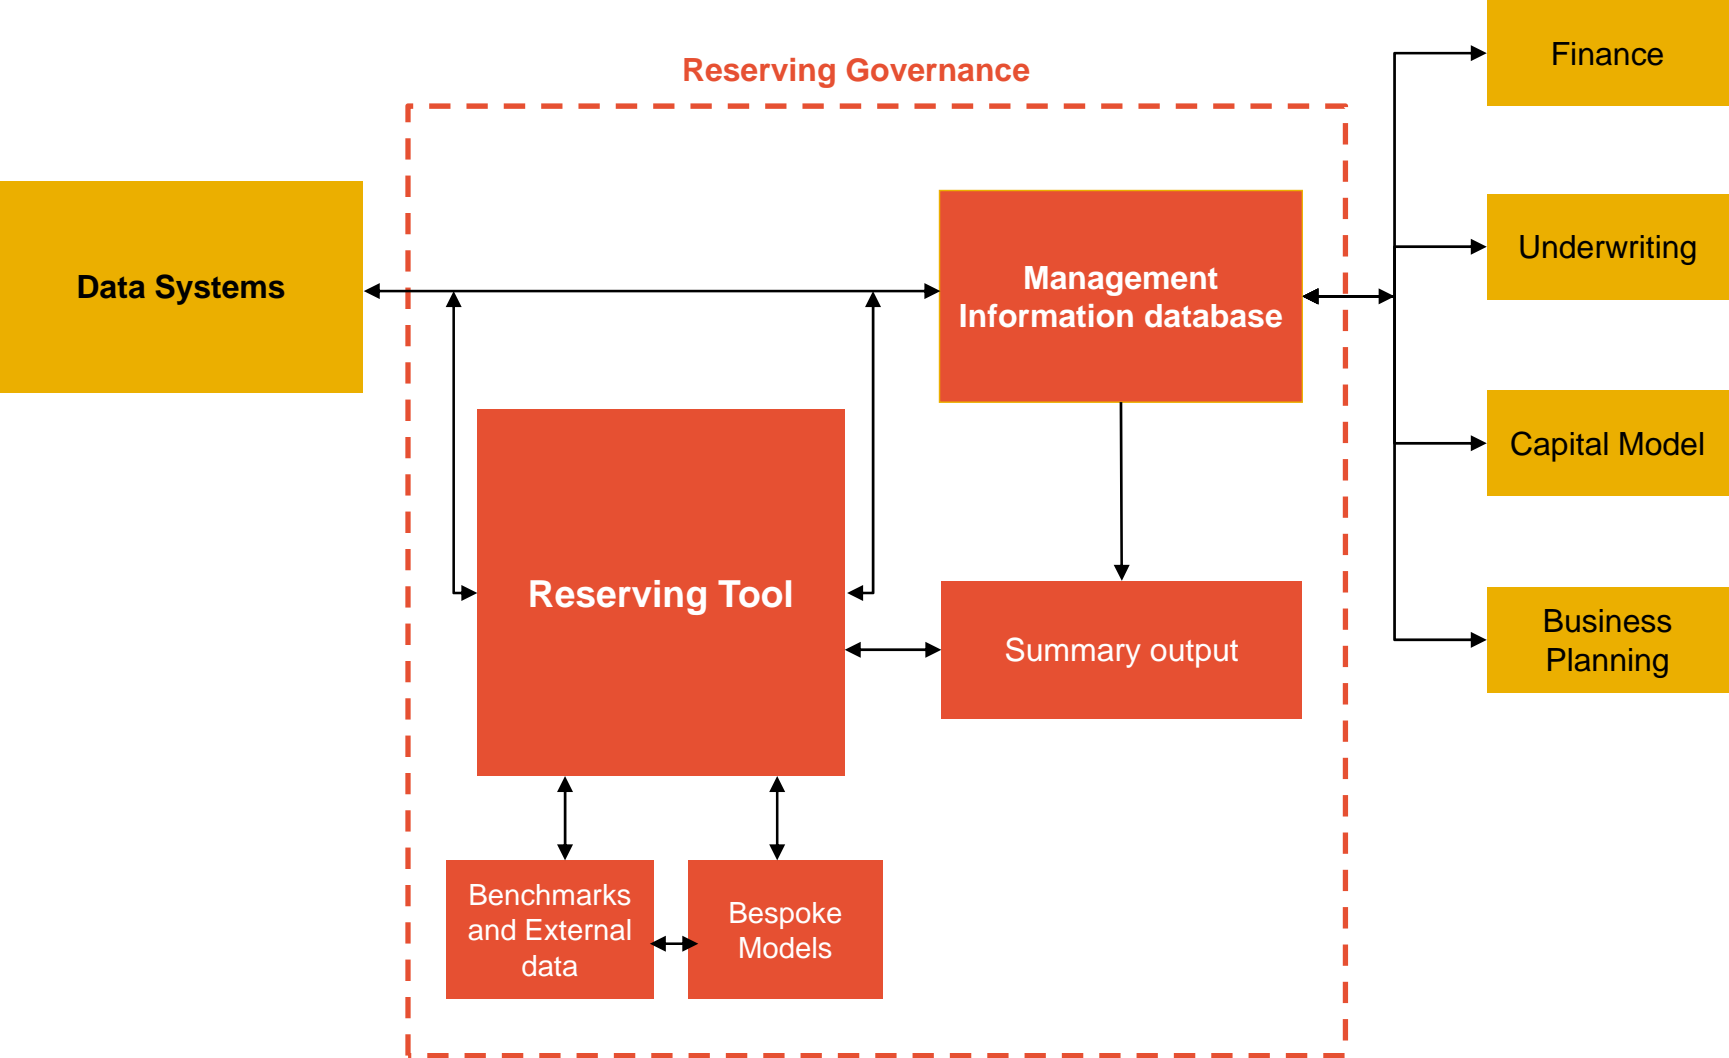 Reserving Governance
Finance
Underwriting
Data Systems
Management
Information database
Capital Model
Reserving Tool
Summary output
Business
Planning
Benchmarks
and External
data
Bespoke
Models